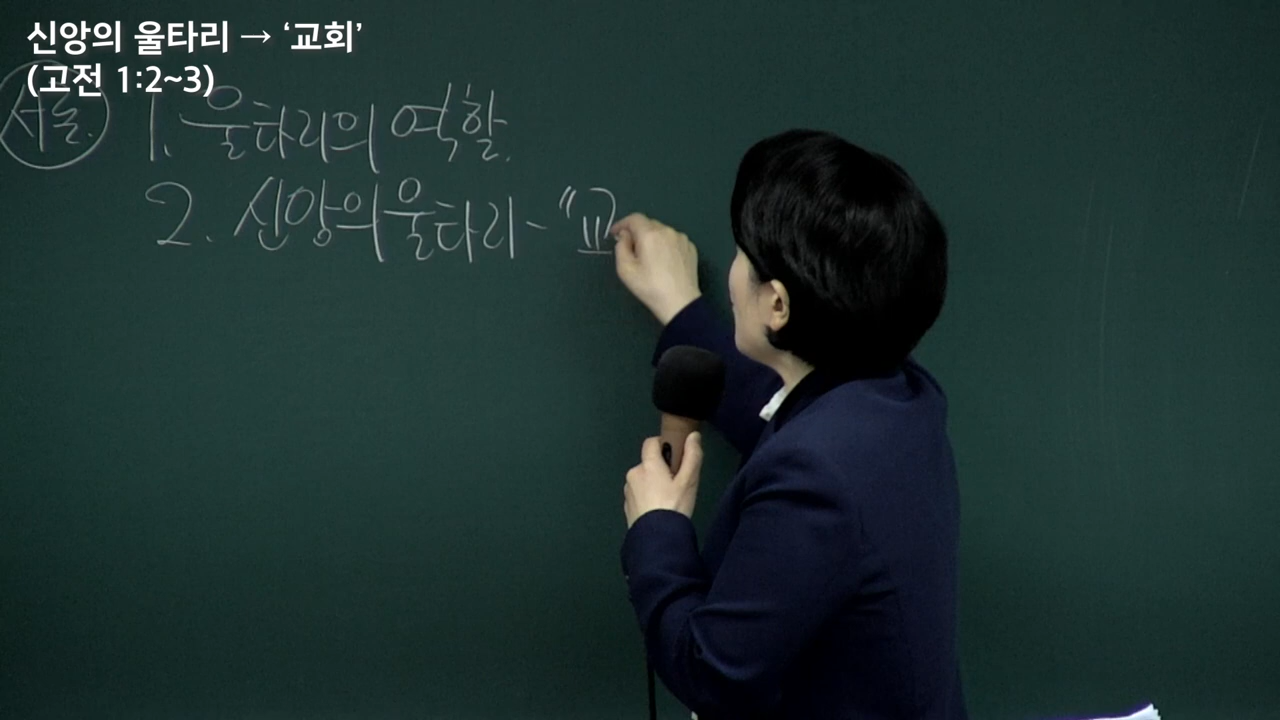 신앙의 울타리 → ‘교회’
(고전 1:2~3)
서론. 1. 울타리의 역할.
2. 신앙의 울타리 - "교